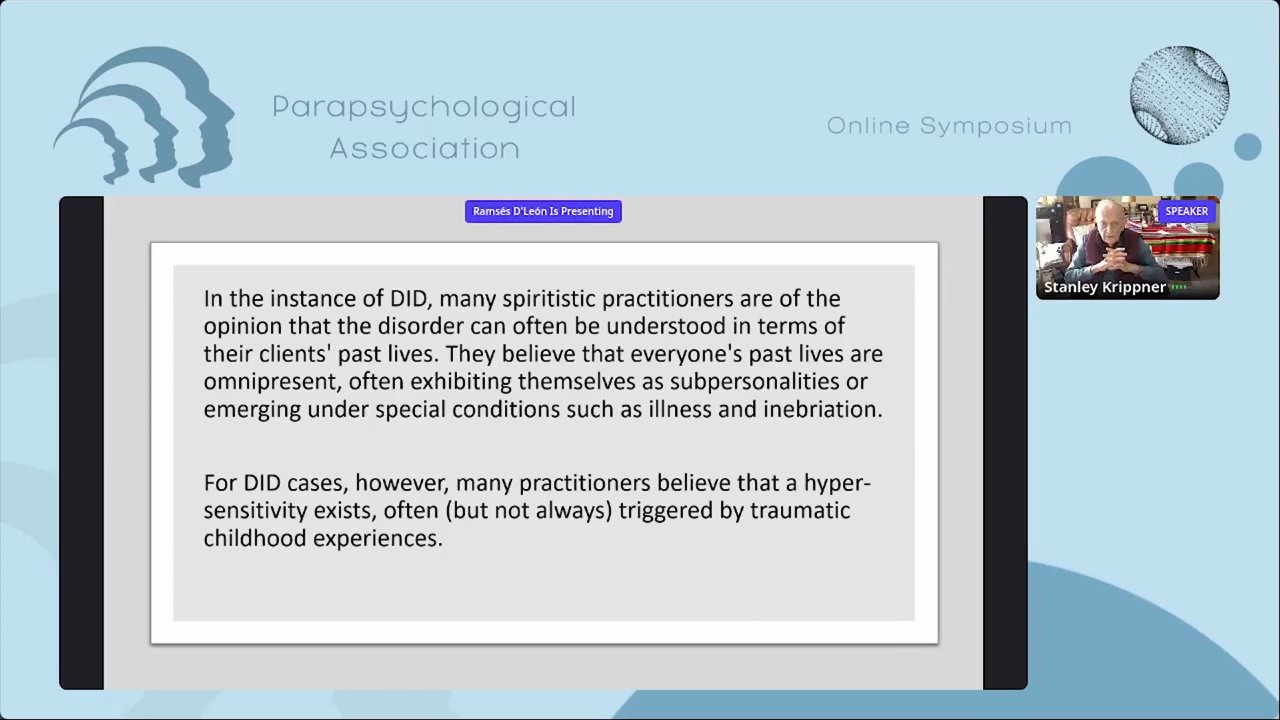 Parapsychological
Association
Online Symposium
Ramsés D'León Is Presenting
SPEAKER
Stanley Krippner
In the instance of DID, many spiritistic practitioners are of the
opinion that the disorder can often be understood in terms of
their clients' past lives. They believe that everyone's past lives are
omnipresent, often exhibiting themselves as subpersonalities or
emerging under special conditions such as illness and inebriation.
For DID cases, however, many practitioners believe that a hyper-
sensitivity exists, often (but not always) triggered by traumatic
childhood experiences.